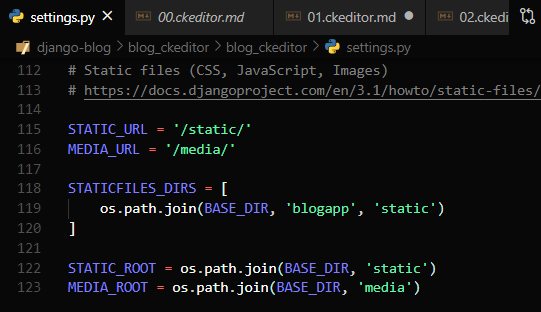 settings.py 00.ckeditor.md 01.ckeditor.md 02.ckedi
django-blog > blog_ckeditor > blog_ckeditor > settings.py
112 # Static files (CSS, JavaScript, Images)
113 # https://docs.djangoproject.com/en/3.1/howto/static-files/
114
115 STATIC_URL = '/static/'
116 MEDIA_URL = '/media/'
117
118 STATICFILES_DIRS = [
119     os.path.join(BASE_DIR, 'blogapp', 'static')
120 ]
121
122 STATIC_ROOT = os.path.join(BASE_DIR, 'static')
123 MEDIA_ROOT = os.path.join(BASE_DIR, 'media')